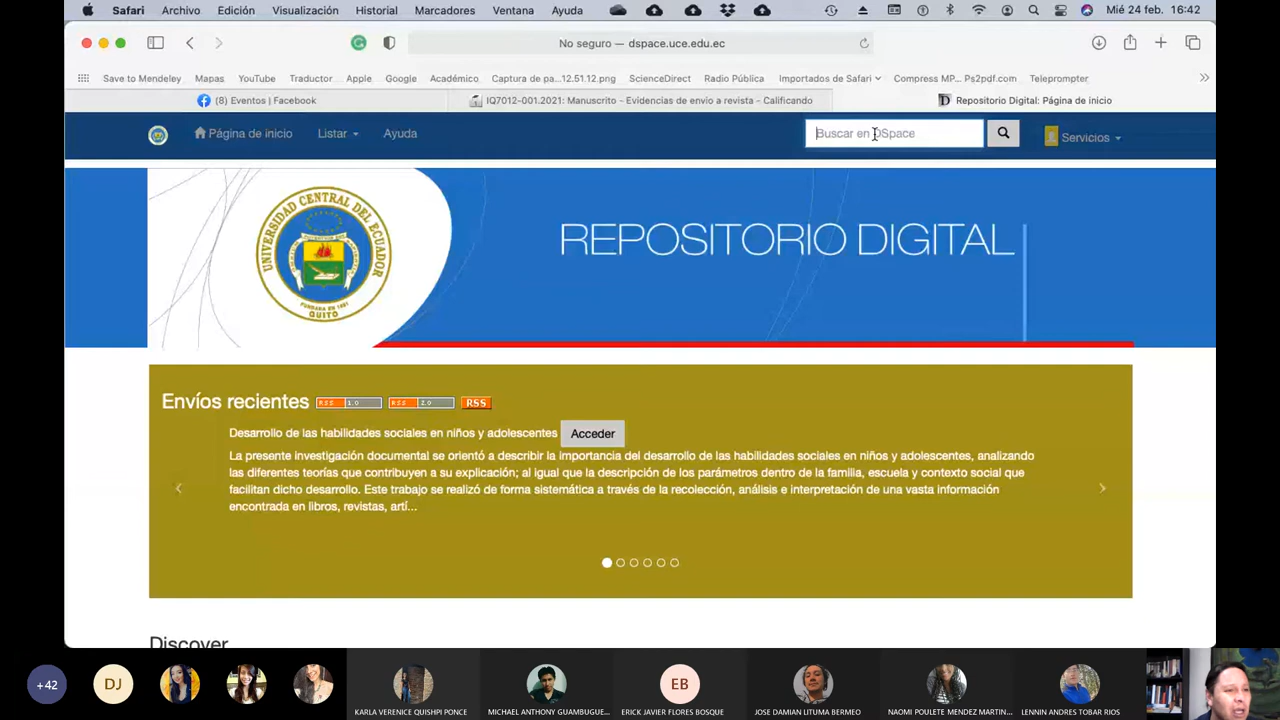 Safari Archivo Edición Visualización Historial Marcadores Ventana Ayuda Mié 24 feb. 16:42
No seguro — dspace.uce.edu.ec
Save to Mendeley Mapas YouTube Traductor Apple Google Académico Captura de pa...12.51.12.png ScienceDirect Radio Pública Importados de Safari Compress MP... Ps2pdf.com Teleprompter
(8) Eventos | Facebook IQ7012-001.2021: Manuscrito - Evidencias de envio a revista - Calificando Repositorio Digital: Página de inicio
Página de inicio Listar Ayuda Buscar en DSpace Servicios
UNIVERSIDAD CENTRAL DEL ECUADOR
QUITO
REPOSITORIO DIGITAL
Envíos recientes RSS 1.0 RSS 2.0 RSS
Desarrollo de las habilidades sociales en niños y adolescentes Acceder
La presente investigación documental se orientó a describir la importancia del desarrollo de las habilidades sociales en niños y adolescentes, analizando
las diferentes teorías que contribuyen a su explicación; al igual que la descripción de los parámetros dentro de la familia, escuela y contexto social que
facilitan dicho desarrollo. Este trabajo se realizó de forma sistemática a través de la recolección, análisis e interpretación de una vasta información
encontrada en libros, revistas, artí...
Discover
+42 DJ EB
KARLA VERENICE QUISHPI PONCE MICHAEL ANTHONY GUAMBUGUE... ERICK JAVIER FLORES BOSQUE JOSE DAMIAN LITUMA BERMEO NAOMI POULETE MENDEZ MARTIN... LENNIN ANDRES TOBAR RIOS